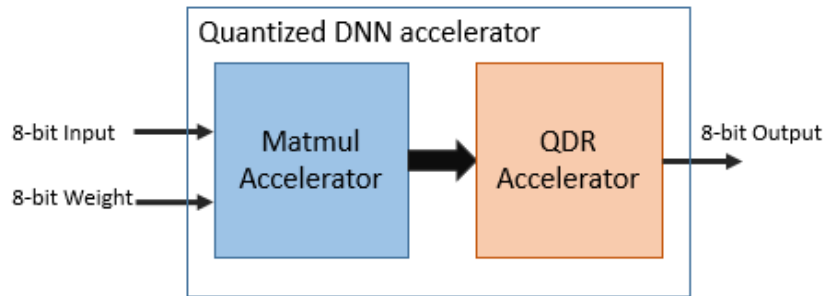 Quantized DNN accelerator
8-bit Input
8-bit Weight
Matmul
Accelerator
QDR
Accelerator
8-bit Output